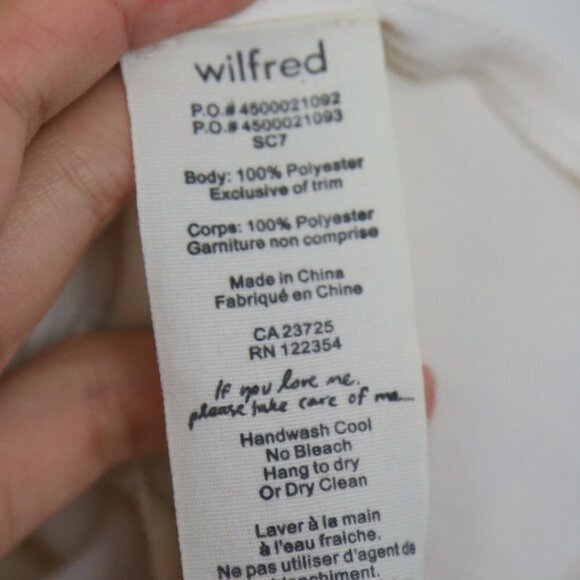 wilfred
P.O.# 4500021092
P.O.# 4500021093
SC7
Body: 100% Polyester
Exclusive of trim
Corps: 100% Polyester
Garniture non comprise
Made in China
Fabriqué en Chine
CA 23725
RN 122354
If you love me,
please take care of me...
Handwash Cool
No Bleach
Hang to dry
Or Dry Clean
Laver à la main
à l'eau fraiche.
Ne pas utiliser d'agent de
blanchiment.